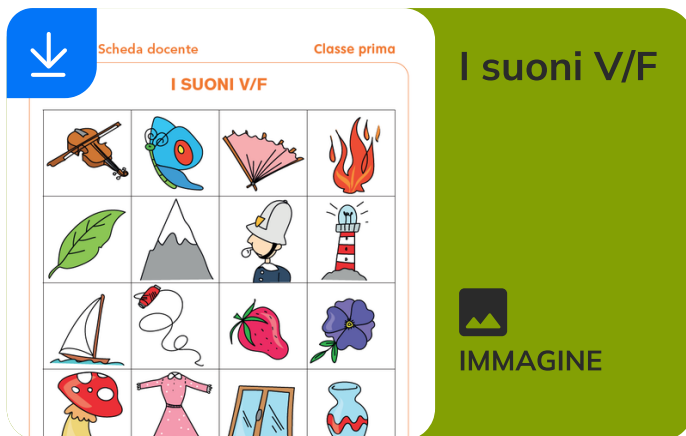 Scheda docente
Classe prima
I SUONI V/F
I suoni V/F
IMMAGINE